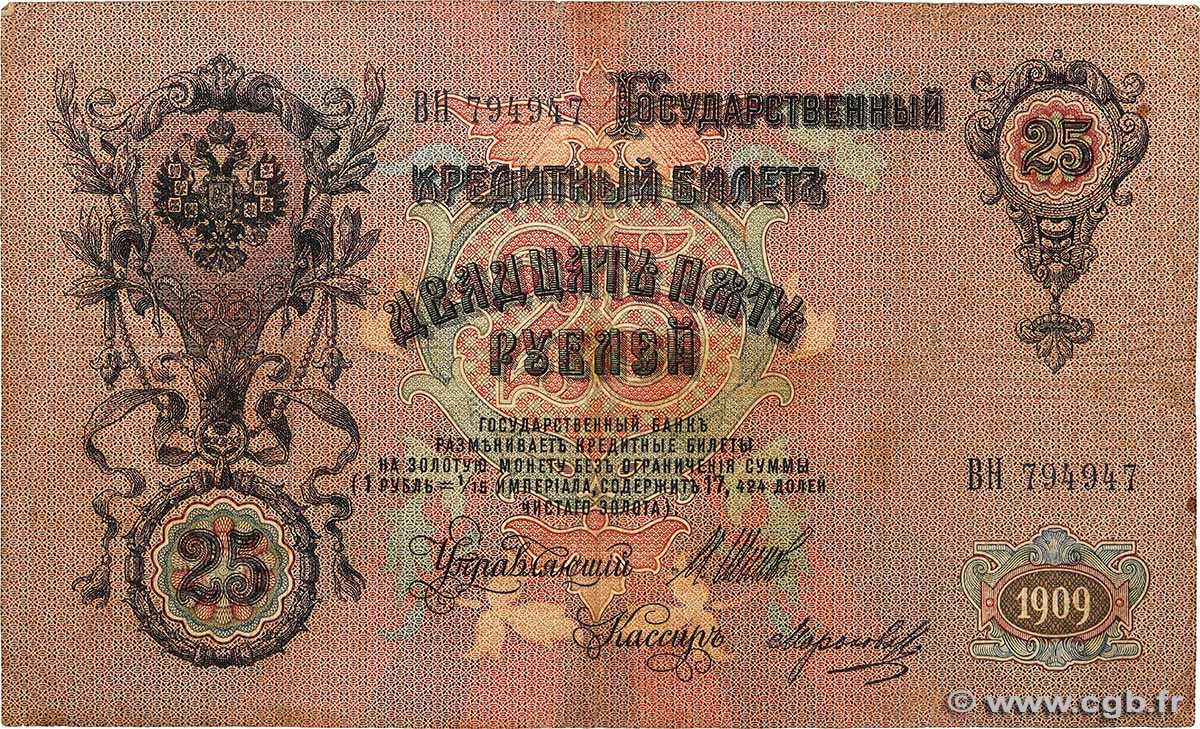 ВН 794947
Государственный
25
Кредитный Билетъ
25
Двадцать пять
Рублей
Государственный Банкъ
размѣниваетъ кредитные билеты
на золотую монету безъ ограниченія суммы
(1 рубль = 1/15 имперіала, содержитъ 17,424 долей
чистаго золота).
ВН 794947
Управляющий
25
Кассиръ
1909
© www.cgb.fr